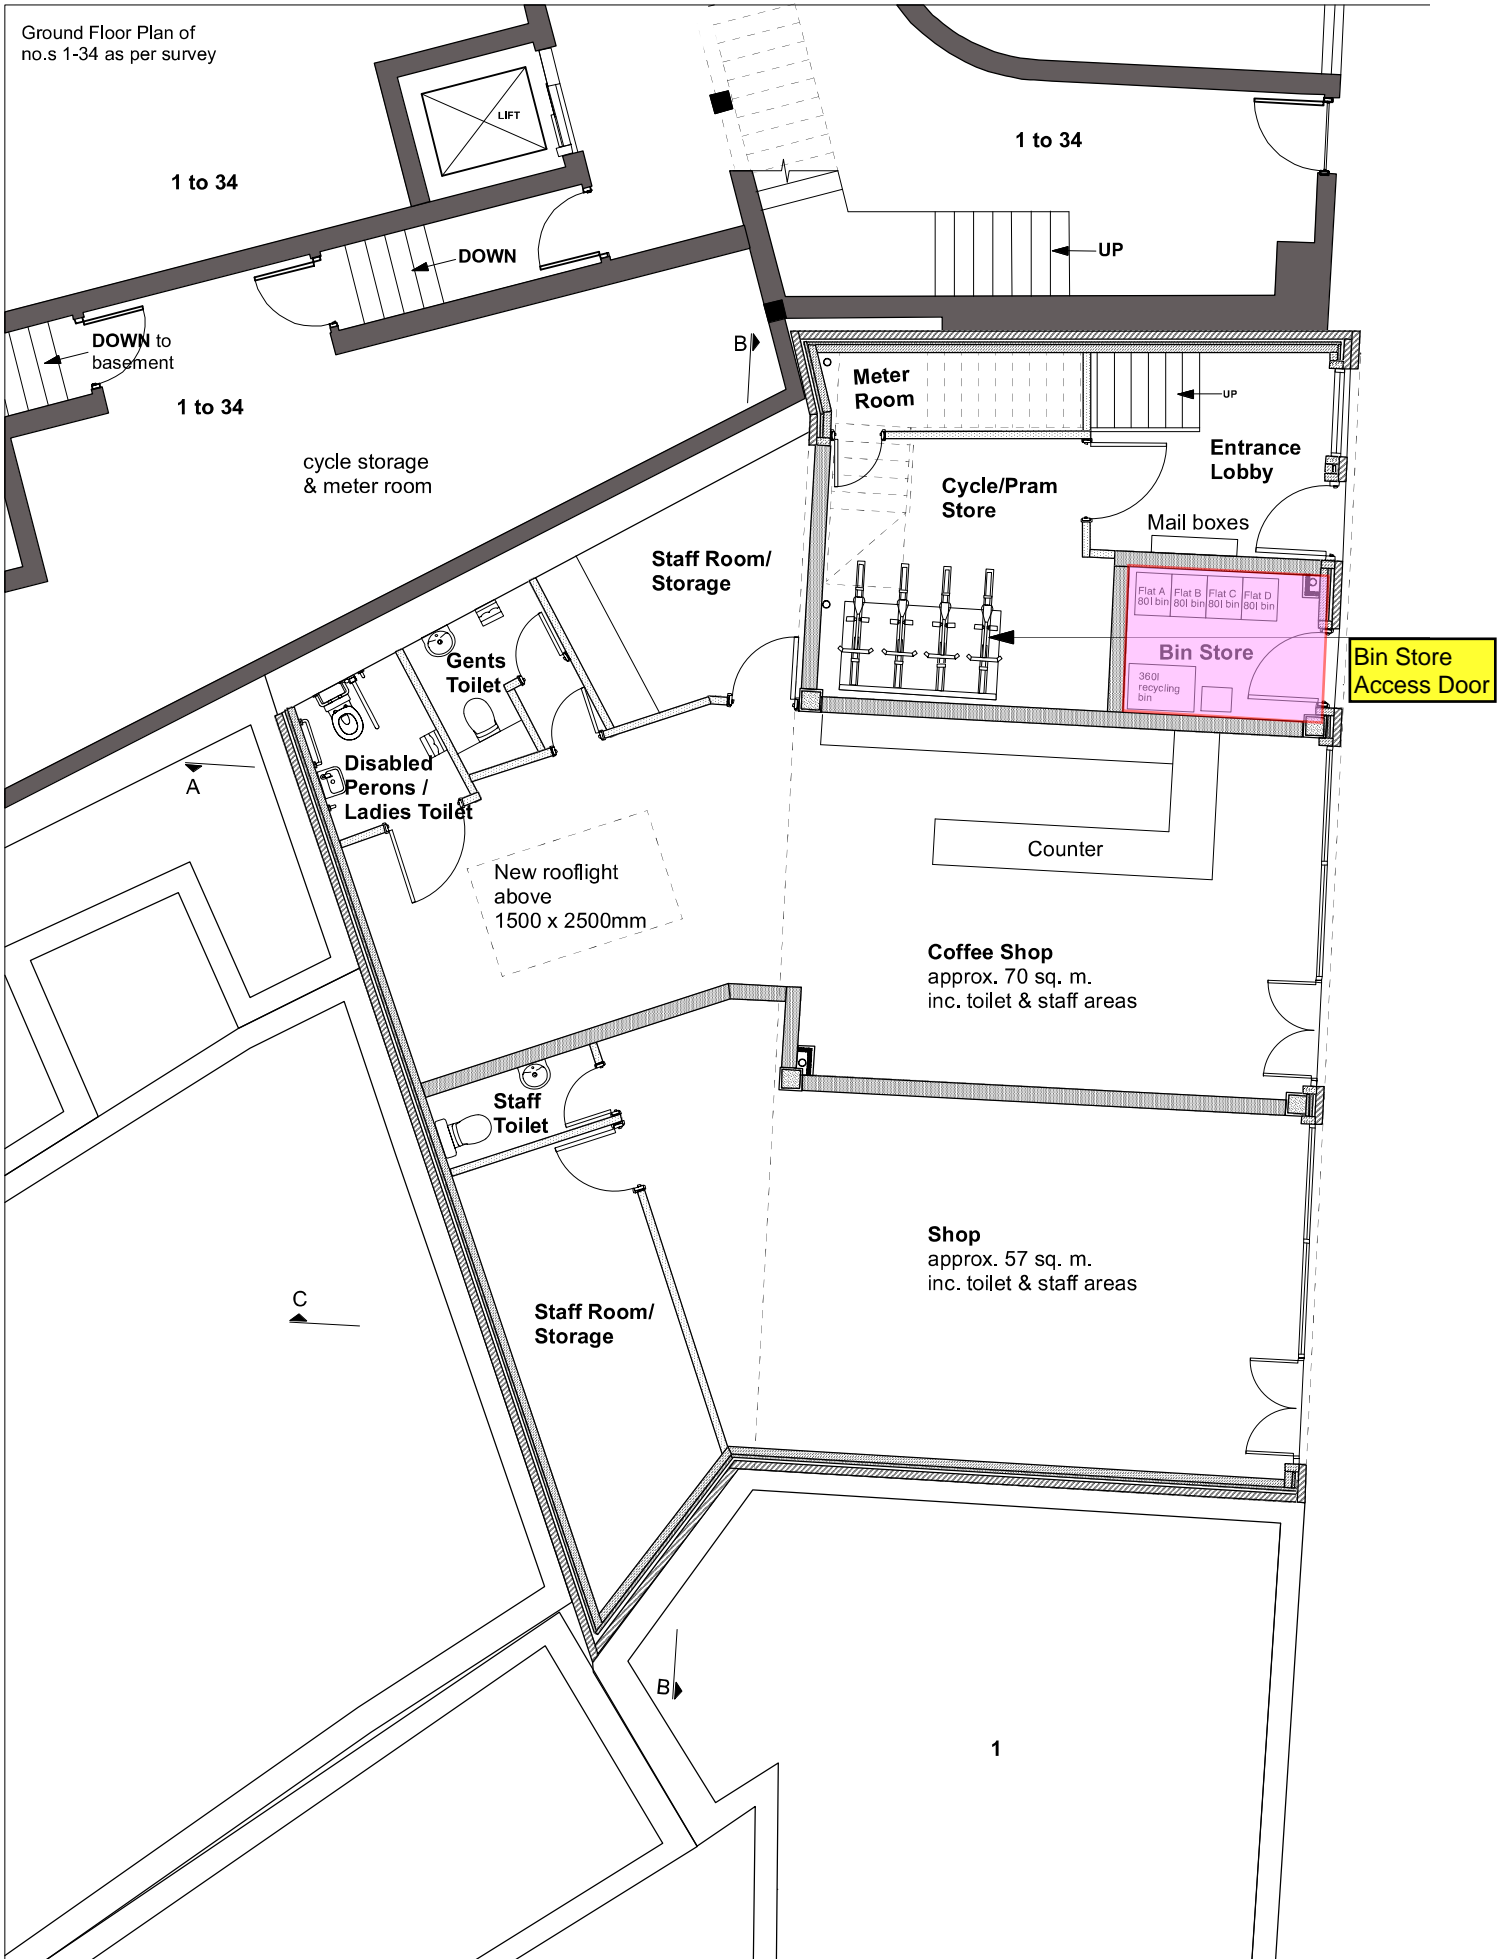 Ground Floor Plan of
no.s 1-34 as per survey
LIFT
1 to 34
1 to 34
DOWN
UP
DOWN to
basement
B
1 to 34
Meter
Room
UP
Entrance
Lobby
cycle storage
& meter room
Cycle/Pram
Store
Mail boxes
Staff Room/
Storage
Flat A
80l bin
Flat B
80l bin
Flat C
80l bin
Flat D
80l bin
Bin Store
360l
recycling
bin
Bin Store
Access Door
Gents
Toilet
Disabled
Perons /
Ladies Toilet
A
Counter
New rooflight
above
1500 x 2500mm
Coffee Shop
approx. 70 sq. m.
inc. toilet & staff areas
Staff
Toilet
Shop
approx. 57 sq. m.
inc. toilet & staff areas
C
Staff Room/
Storage
B
1